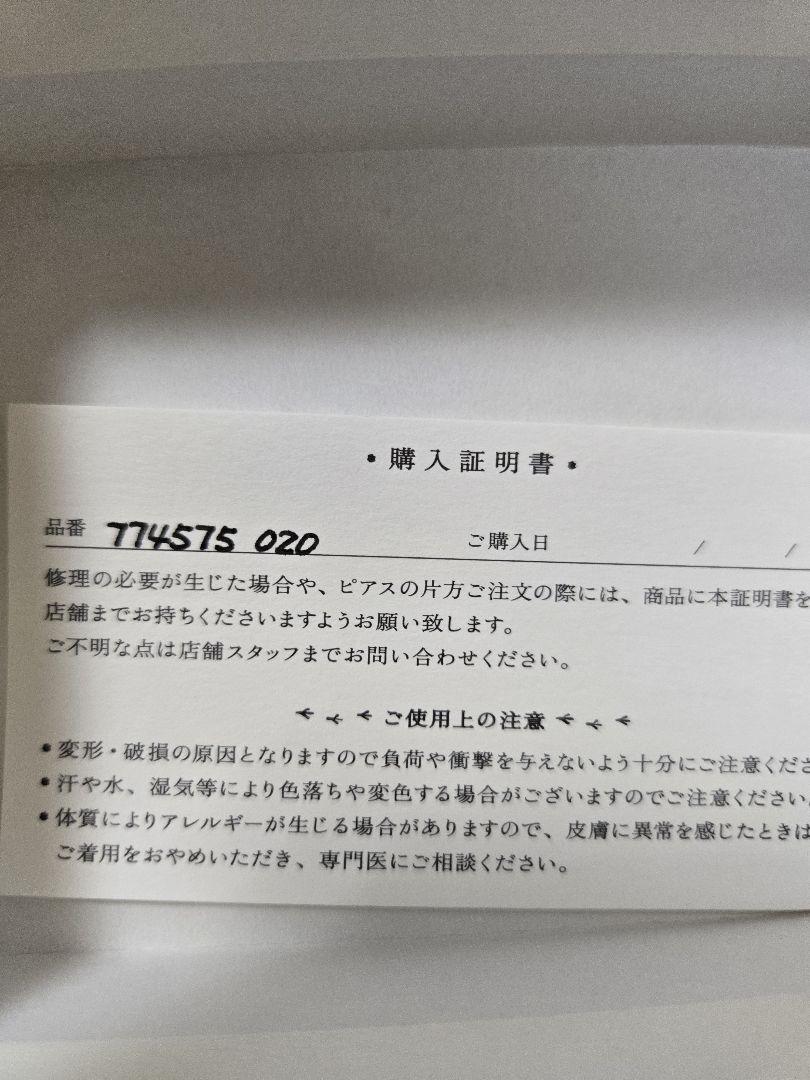 ・購入証明書・
品番 774575 020 ご購入日 / /
修理の必要が生じた場合や、ピアスの片方ご注文の際には、商品に本証明書を
店舗までお持ちくださいますようお願い致します。
ご不明な点は店舗スタッフまでお問い合わせください。
ご使用上の注意
・変形・破損の原因となりますので負荷や衝撃を与えないよう十分にご注意くださ
・汗や水、湿気等により色落ちや変色する場合がございますのでご注意ください。
・体質によりアレルギーが生じる場合がありますので、皮膚に異常を感じたときは
ご着用をおやめいただき、専門医にご相談ください。